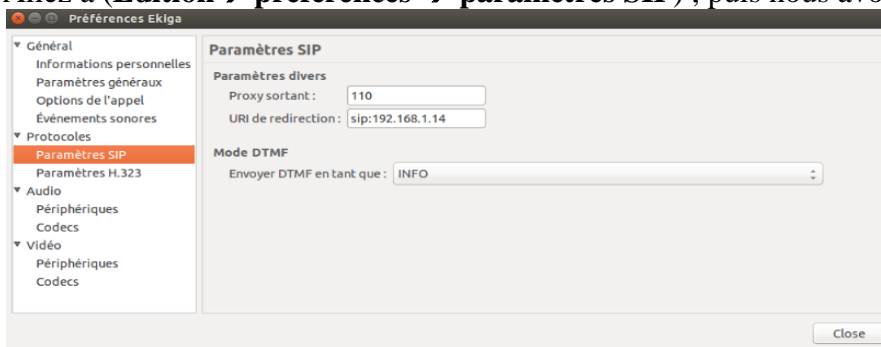 Allez à (Edition → préférences → paramètres SIP) , puis nous avo
Préférences Ekiga
Général
Informations personnelles
Paramètres généraux
Options de l'appel
Événements sonores
Protocoles
Paramètres SIP
Paramètres H.323
Audio
Périphériques
Codecs
Vidéo
Périphériques
Codecs
Paramètres SIP
Paramètres divers
Proxy sortant : 110
URI de redirection : sip:192.168.1.14
Mode DTMF
Envoyer DTMF en tant que : INFO
Close